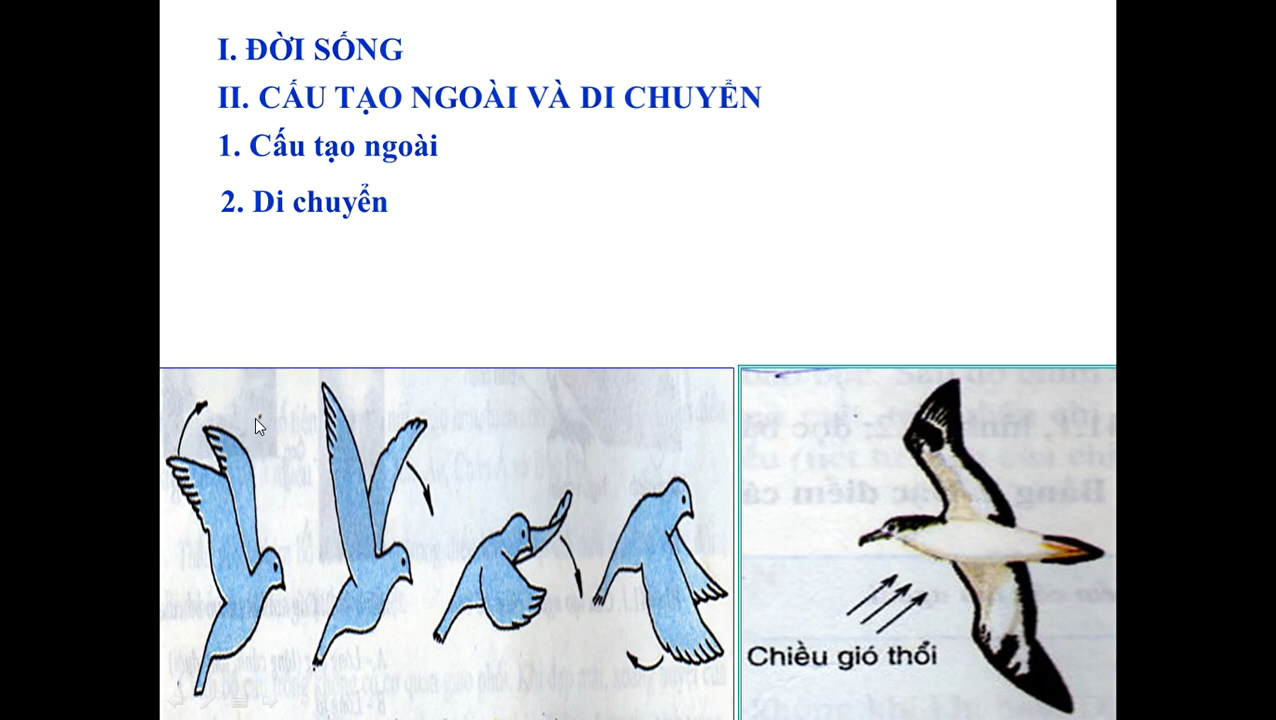 I. ĐỜI SỐNG
II. CẤU TẠO NGOÀI VÀ DI CHUYỂN
1. Cấu tạo ngoài
2. Di chuyển
Chiều gió thổi